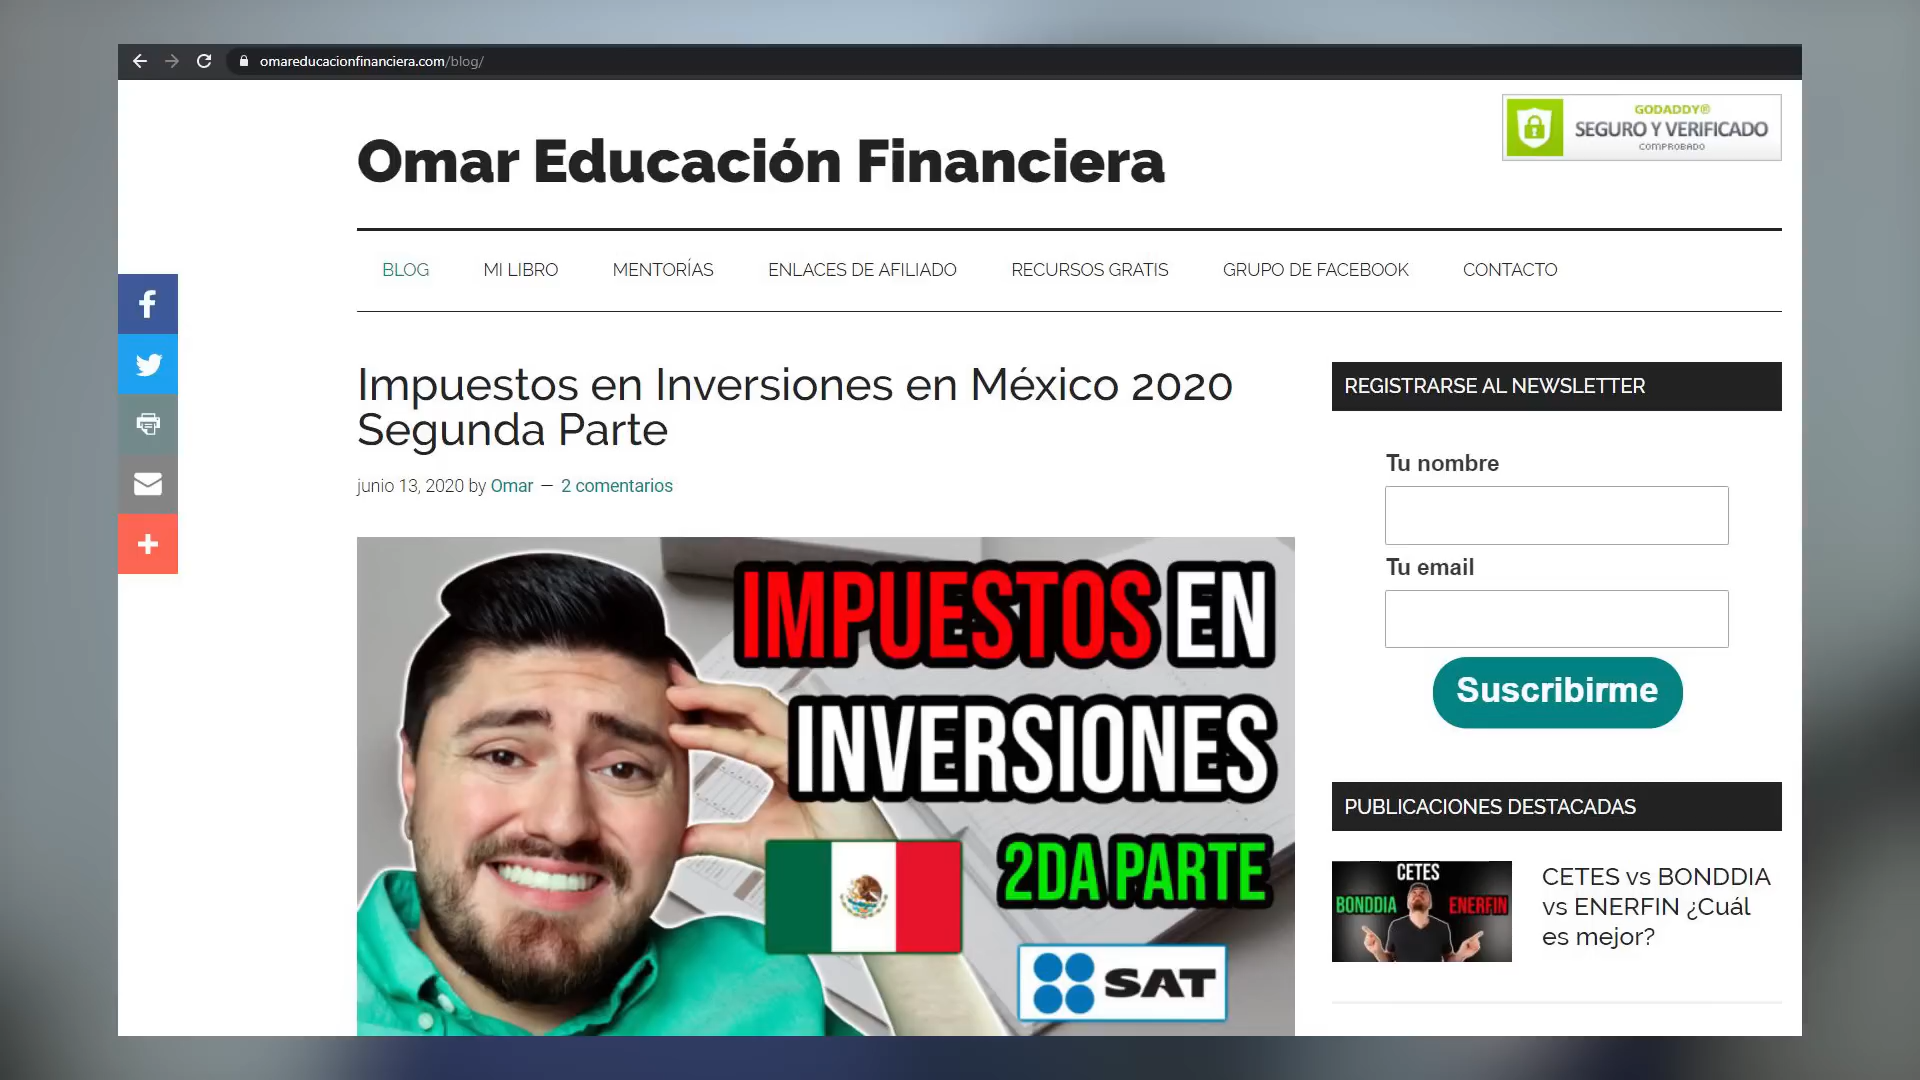 omareducacionfinanciera.com/blog/
GODADDY®
SEGURO Y VERIFICADO
COMPROBADO
Omar Educación Financiera
BLOG MI LIBRO MENTORÍAS ENLACES DE AFILIADO RECURSOS GRATIS GRUPO DE FACEBOOK CONTACTO
Impuestos en Inversiones en México 2020
Segunda Parte
junio 13, 2020 by Omar — 2 comentarios
IMPUESTOS EN
INVERSIONES
2DA PARTE
SAT
REGISTRARSE AL NEWSLETTER
Tu nombre
Tu email
Suscribirme
PUBLICACIONES DESTACADAS
CETES
BONDDIA ENERFIN
CETES vs BONDDIA
vs ENERFIN ¿Cuál
es mejor?